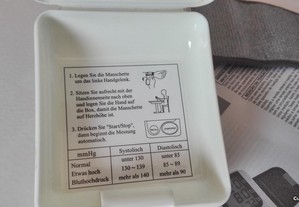 1. Legen Sie die Manschette
um das linke Handgelenk.
2. Sitzen Sie aufrecht mit der
Handinnenseite nach oben
und legen Sie der Hand auf
die Box, damit die Manschette
auf Herzhöhe ist.
3. Drücken Sie "Start/Stop",
dann beginnt die Messung
automatisch.
mmHg Systolisch Diastolisch
Normal unter 130 unter 85
Etwas hoch 130 – 139 85 – 89
Bluthochdruck mehr als 140 mehr als 90